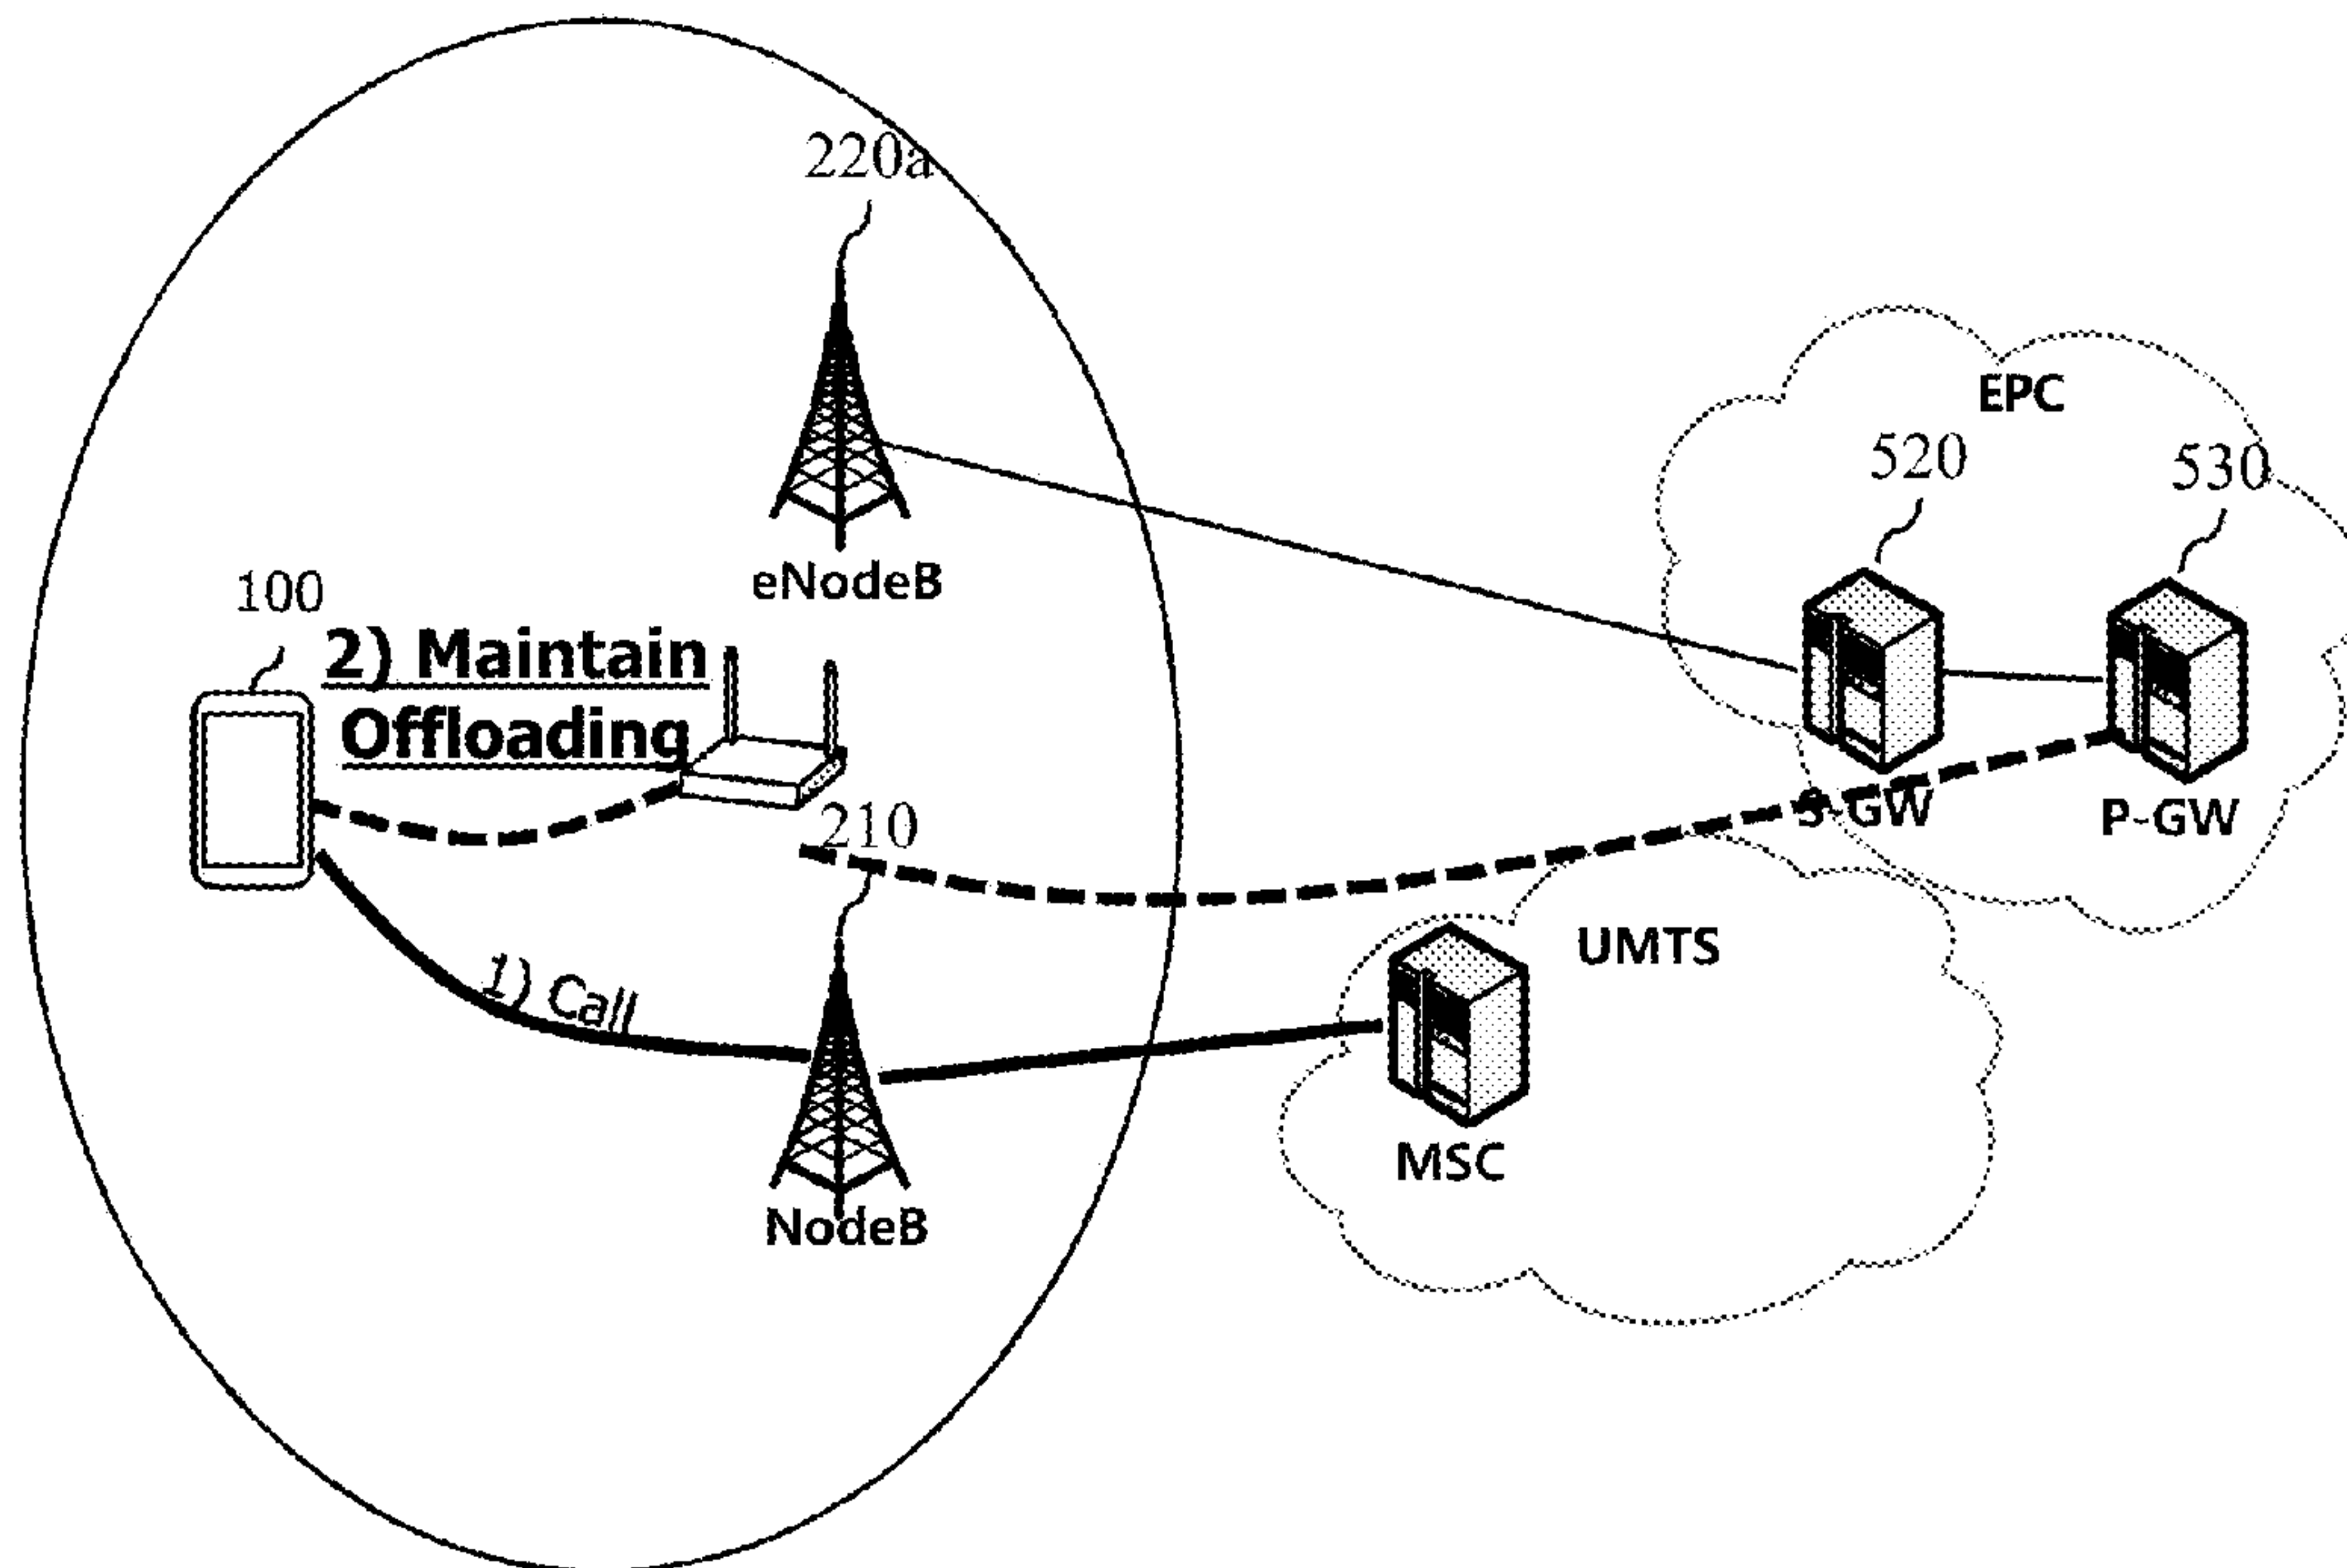 220a
EPC
520
530
eNodeB
100
2) Maintain
Offloading
S-GW
P-GW
210
UMTS
1) Call
MSC
NodeB